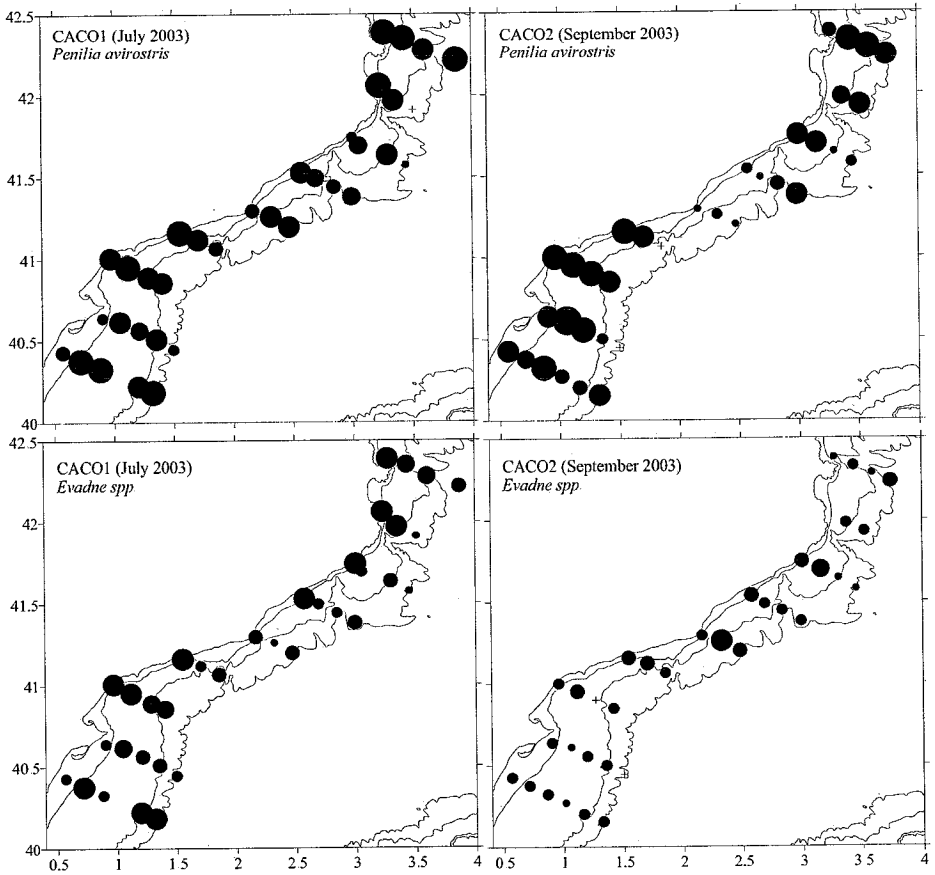 42.5
42
41.5
41
40.5
40
CACO1 (July 2003)
Penilia avirostris
CACO2 (September 2003)
Penilia avirostris
42.5
42
41.5
41
40.5
40
CACO1 (July 2003)
Evadne spp.
CACO2 (September 2003)
Evadne spp
0.5 1 1.5 2 2.5 3 3.5 4
0 5 1 1.5 2 2.5 3 3 5 4